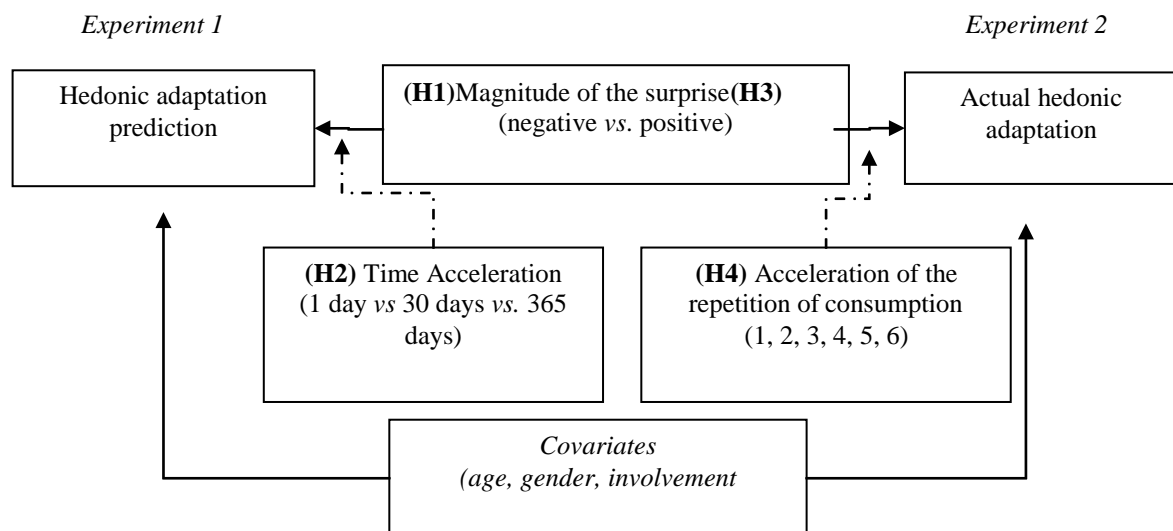 Experiment 1
Experiment 2
Hedonic adaptation
prediction
(H1)Magnitude of the surprise(H3)
(negative vs. positive)
Actual hedonic
adaptation
(H2) Time Acceleration
(1 day vs 30 days vs. 365
days)
(H4) Acceleration of the
repetition of consumption
(1, 2, 3, 4, 5, 6)
Covariates
(age, gender, involvement